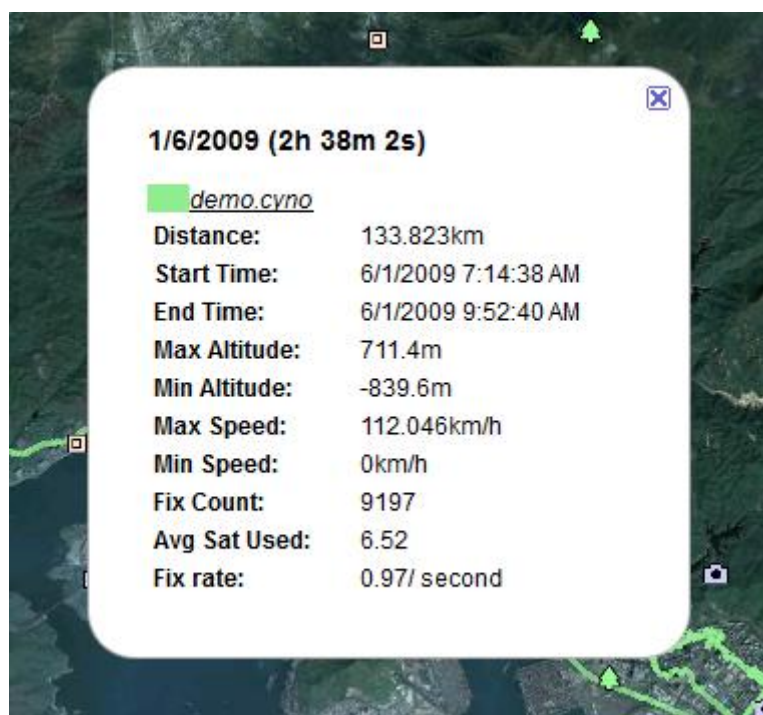 1/6/2009 (2h 38m 2s)
demo.cyno
Distance: 133.823km
Start Time: 6/1/2009 7:14:38 AM
End Time: 6/1/2009 9:52:40 AM
Max Altitude: 711.4m
Min Altitude: -839.6m
Max Speed: 112.046km/h
Min Speed: 0km/h
Fix Count: 9197
Avg Sat Used: 6.52
Fix rate: 0.97/ second